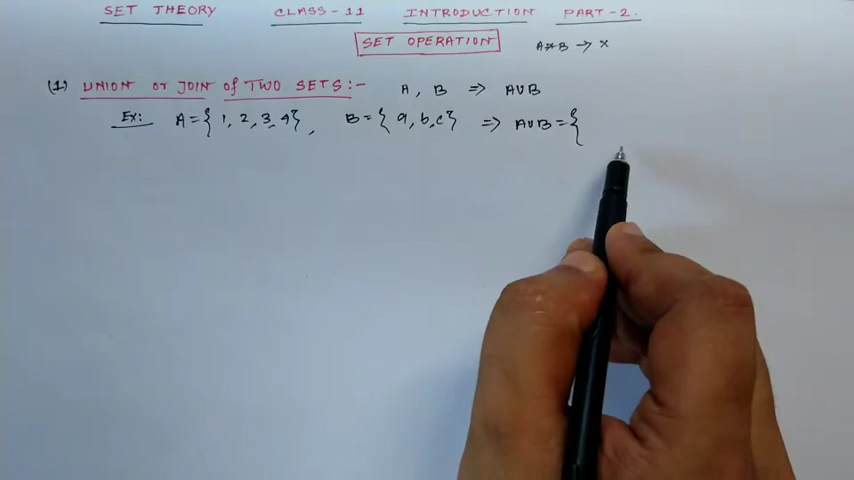 SET THEORY CLASS-11 INTRODUCTION PART-2.
SET OPERATION A*B → x
(1) UNION or JOIN of TWO SETS:- A, B ⇒ A∪B
Ex: A={1, 2, 3, 4}, B={a, b, c} ⇒ A∪B={